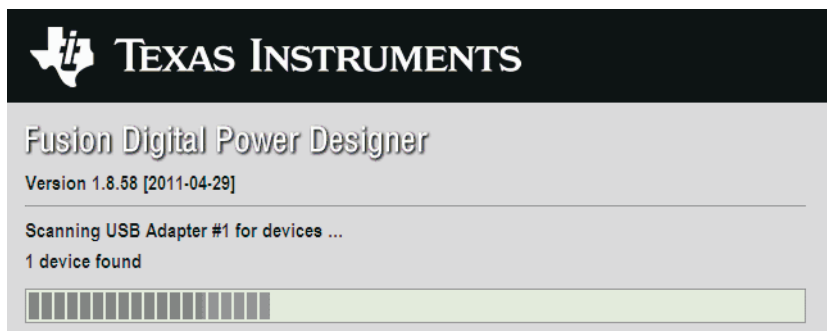 TEXAS INSTRUMENTS
Fusion Digital Power Designer
Version 1.8.58 [2011-04-29]
Scanning USB Adapter #1 for devices ...
1 device found